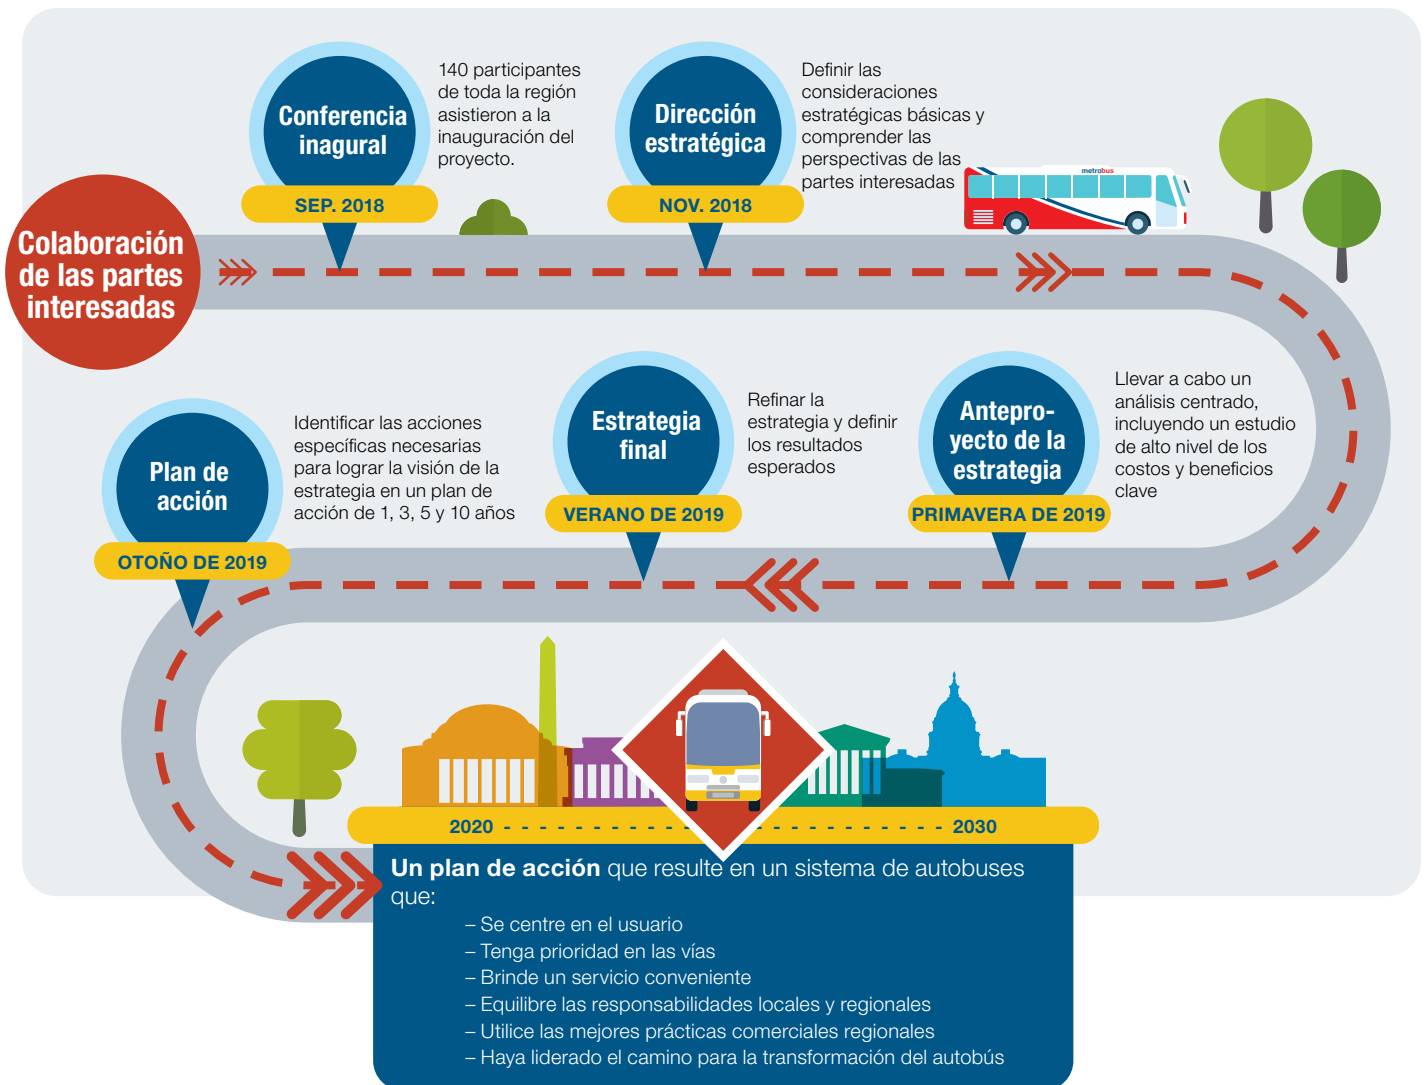 Colaboración
de las partes
interesadas
Conferencia
inagural
SEP. 2018
140 participantes
de toda la región
asistieron a la
inauguración del
proyecto.
Dirección
estratégica
NOV. 2018
Definir las
consideraciones
estratégicas básicas y
comprender las
perspectivas de las
partes interesadas
metrobus
Antepro-
yecto de la
estrategia
PRIMAVERA DE 2019
Llevar a cabo un
análisis centrado,
incluyendo un estudio
de alto nivel de los
costos y beneficios
clave
Estrategia
final
VERANO DE 2019
Refinar la
estrategia y definir
los resultados
esperados
Plan de
acción
OTOÑO DE 2019
Identificar las acciones
específicas necesarias
para lograr la visión de la
estrategia en un plan de
acción de 1, 3, 5 y 10 años
2020 - - - - - - - - - - - - - - - - - - - - - - - - - - 2030
Un plan de acción que resulte en un sistema de autobuses
que:
– Se centre en el usuario
– Tenga prioridad en las vías
– Brinde un servicio conveniente
– Equilibre las responsabilidades locales y regionales
– Utilice las mejores prácticas comerciales regionales
– Haya liderado el camino para la transformación del autobús